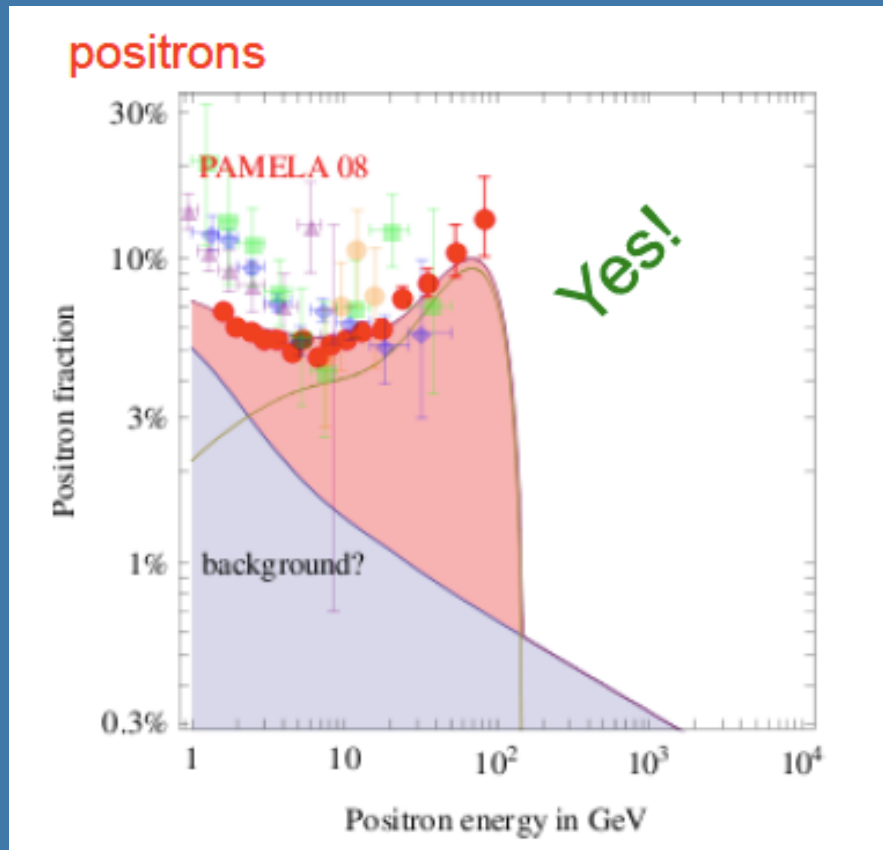 positrons
30%
PAMELA 08
Yes!
10%
Positron fraction
3%
1%
background?
0.3%
1 10 10² 10³ 10⁴
Positron energy in GeV